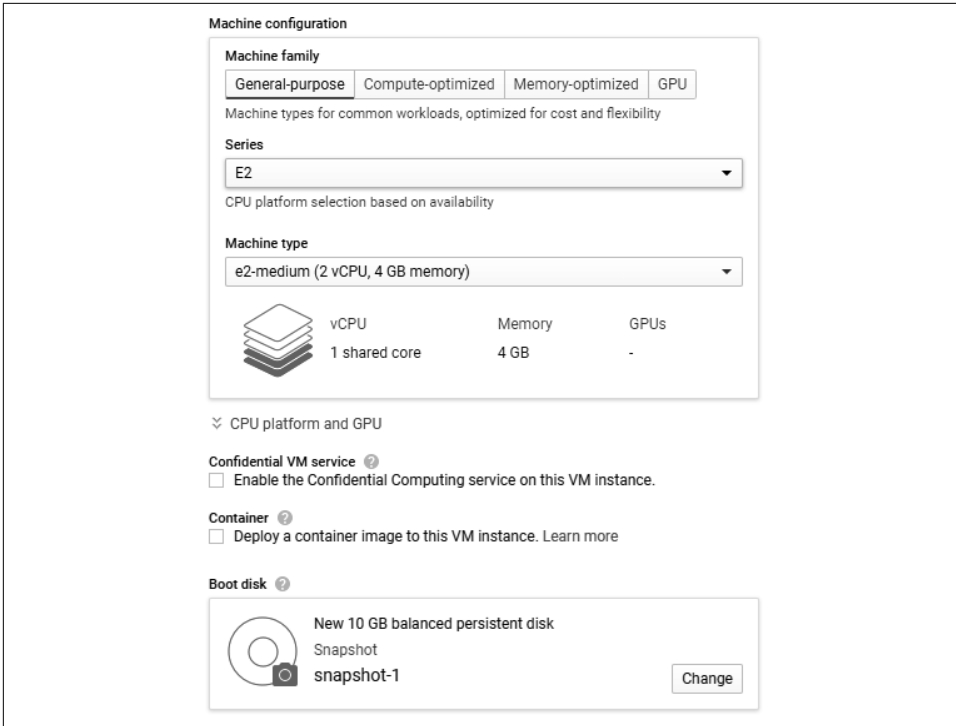 Machine configuration
Machine family
General-purpose Compute-optimized Memory-optimized GPU
Machine types for common workloads, optimized for cost and flexibility
Series
E2
CPU platform selection based on availability
Machine type
e2-medium (2 vCPU, 4 GB memory)
vCPU Memory GPUs
1 shared core 4 GB -
CPU platform and GPU
Confidential VM service ?
Enable the Confidential Computing service on this VM instance.
Container ?
Deploy a container image to this VM instance. Learn more
Boot disk ?
New 10 GB balanced persistent disk
Snapshot
snapshot-1
Change